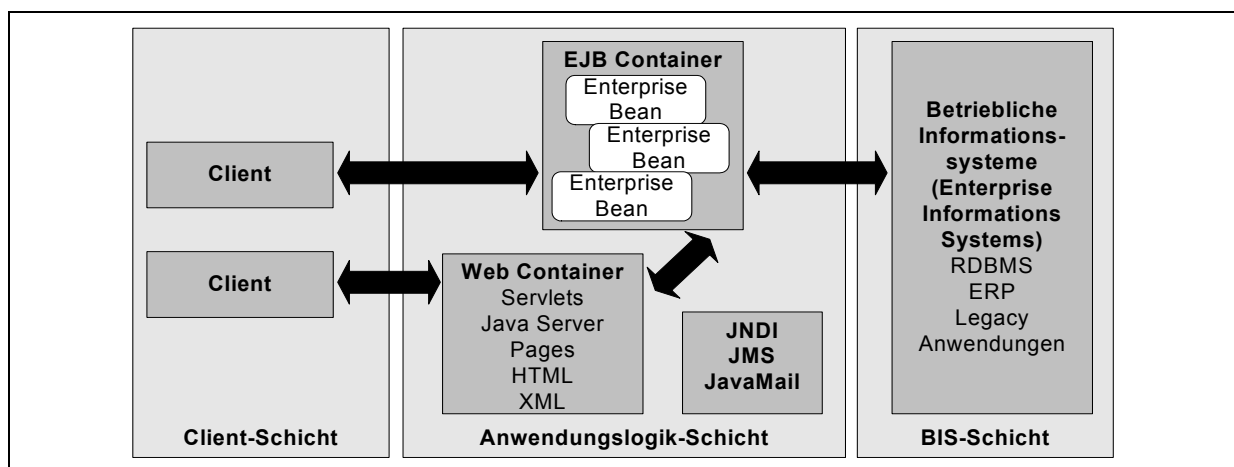 Client
Client
Client-Schicht
EJB Container
Enterprise
Bean
Enterprise
Bean
Enterprise
Bean
Web Container
Servlets
Java Server
Pages
HTML
XML
JNDI
JMS
JavaMail
Anwendungslogik-Schicht
Betriebliche
Informations-
systeme
(Enterprise
Informations
Systems)
RDBMS
ERP
Legacy
Anwendungen
BIS-Schicht